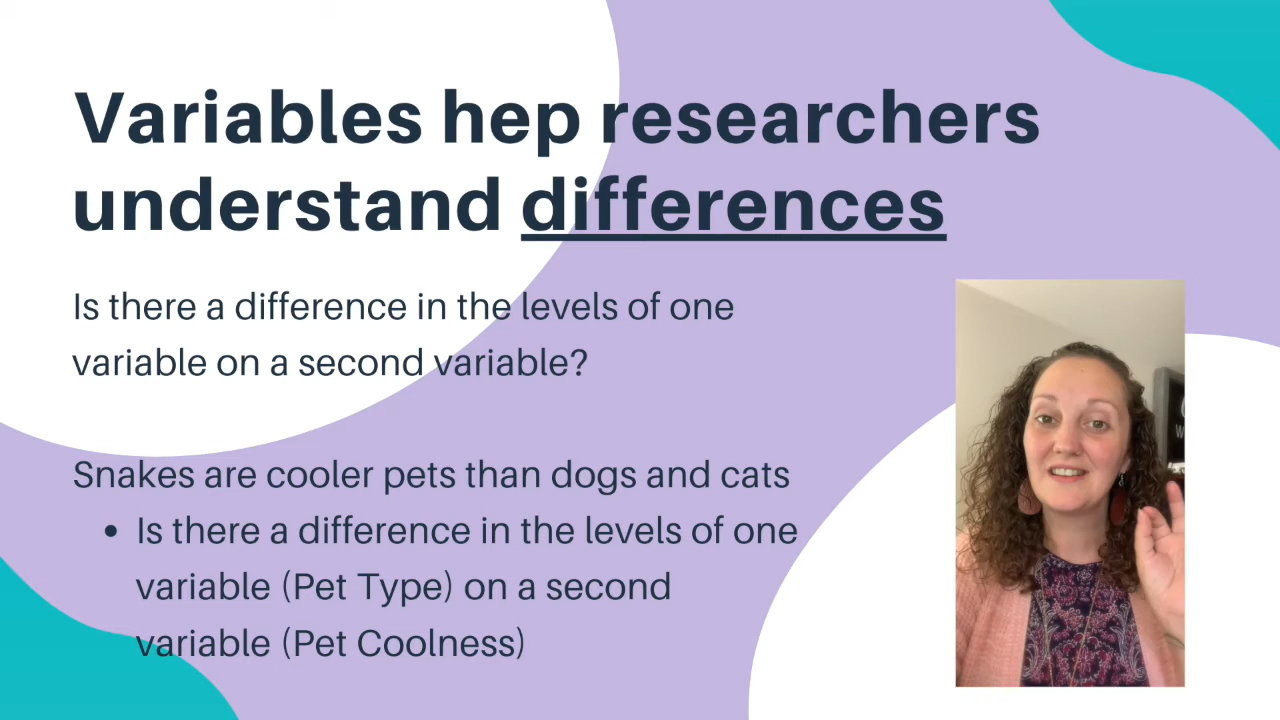 Variables hep researchers
understand differences
Is there a difference in the levels of one
variable on a second variable?
Snakes are cooler pets than dogs and cats
• Is there a difference in the levels of one
variable (Pet Type) on a second
variable (Pet Coolness)